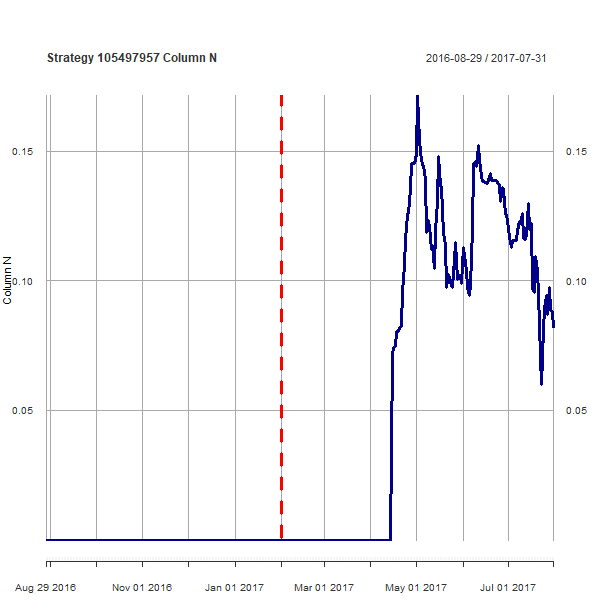 Strategy 105497957 Column N
2016-08-29 / 2017-07-31
0.15
0.15
0.10
0.10
Column N
0.05
0.05
Aug 29 2016
Nov 01 2016
Jan 01 2017
Mar 01 2017
May 01 2017
Jul 01 2017